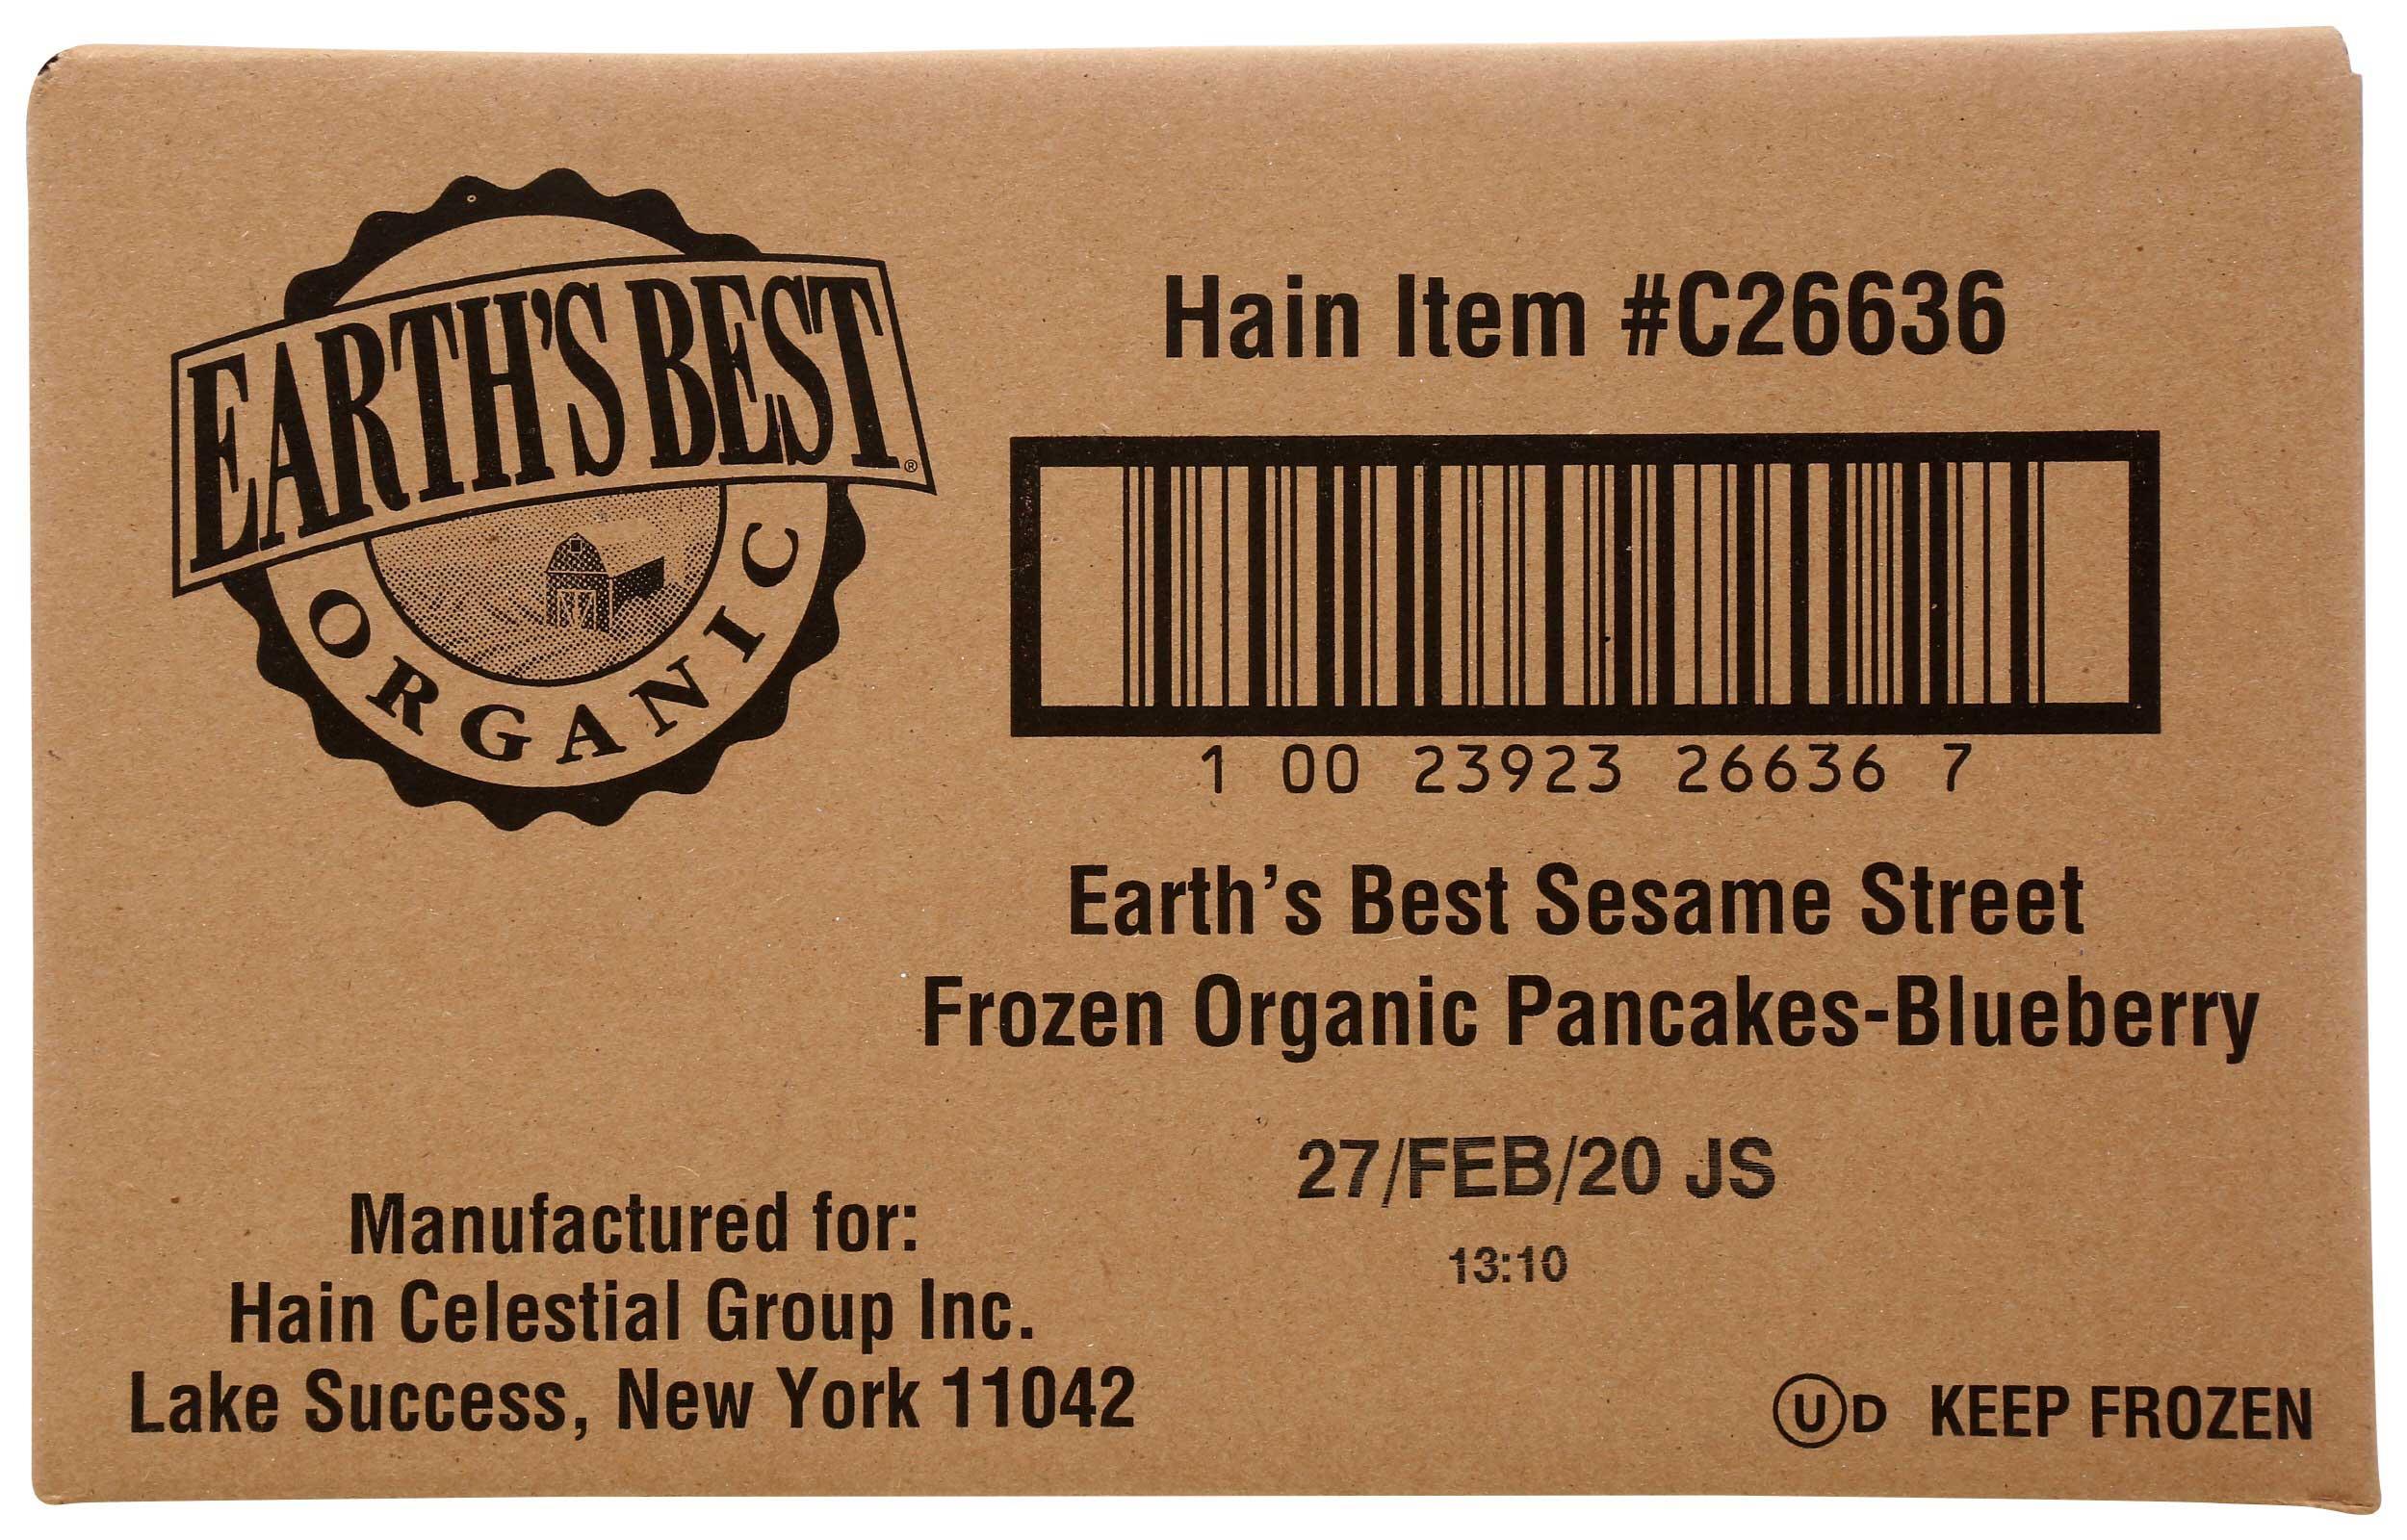 EARTH'S BEST®
ORGANIC
Hain Item #C26636
1 00 23923 26636 7
Earth's Best Sesame Street
Frozen Organic Pancakes-Blueberry
27/FEB/20 JS
13:10
Manufactured for:
Hain Celestial Group Inc.
Lake Success, New York 11042
Ⓤ D KEEP FROZEN